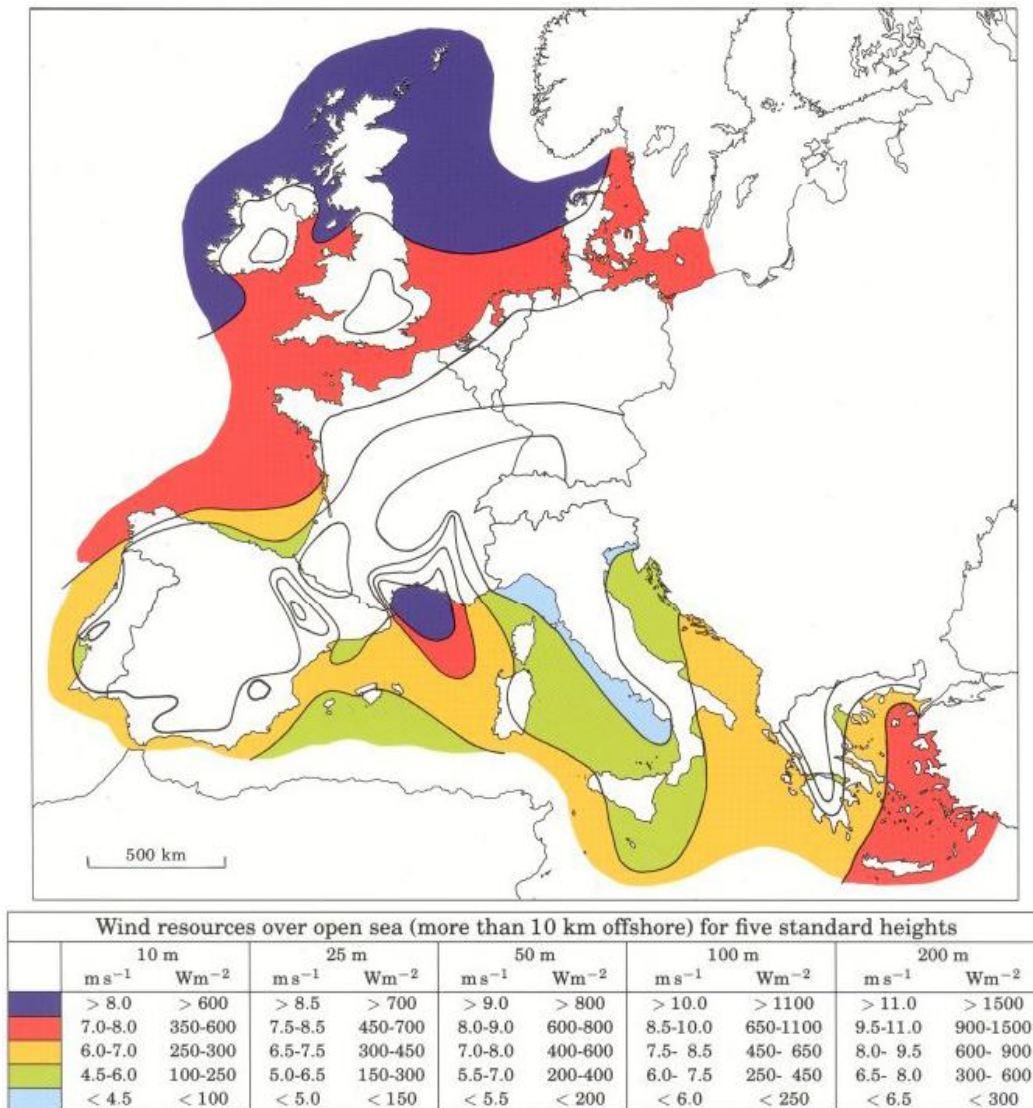 500 km
Wind resources over open sea (more than 10 km offshore) for five standard heights
10 m 25 m 50 m 100 m 200 m
m s⁻¹ Wm⁻² m s⁻¹ Wm⁻² m s⁻¹ Wm⁻² m s⁻¹ Wm⁻² m s⁻¹ Wm⁻²
> 8.0 > 600 > 8.5 > 700 > 9.0 > 800 > 10.0 > 1100 > 11.0 > 1500
7.0-8.0 350-600 7.5-8.5 450-700 8.0-9.0 600-800 8.5-10.0 650-1100 9.5-11.0 900-1500
6.0-7.0 250-300 6.5-7.5 300-450 7.0-8.0 400-600 7.5- 8.5 450- 650 8.0- 9.5 600- 900
4.5-6.0 100-250 5.0-6.5 150-300 5.5-7.0 200-400 6.0- 7.5 250- 450 6.5- 8.0 300- 600
< 4.5 < 100 < 5.0 < 150 < 5.5 < 200 < 6.0 < 250 < 6.5 < 300